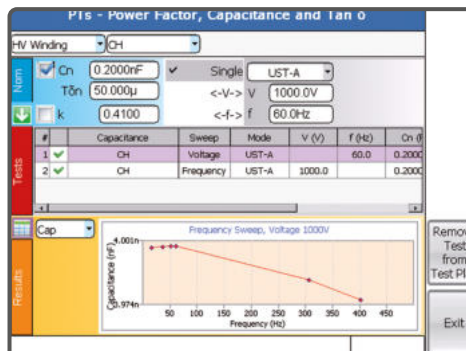 PTs - Power Factor, Capacitance and Tan δ
HV Winding CH
Nom
Cn 0.2000nF Single UST-A
Tδn 50.000µ <-V-> V 1000.0V
k 0.4100 <-f-> f 60.0Hz
Tests
# Capacitance Sweep Mode V (V) f (Hz) Cn (
1 CH Voltage UST-A 60.0 0.2000
2 CH Frequency UST-A 1000.0 0.2000
Results
Cap
Frequency Sweep, Voltage 1000V
Capacitance (nF)
4.001n
3.974n
50 100 150 200 250 300 350 400 450
Frequency (Hz)
Remov
Test
from
Test Pl
Exit